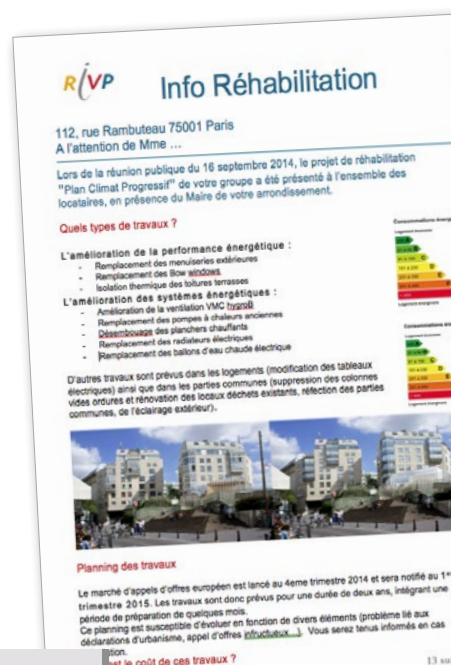 RIVP
Info Réhabilitation
112, rue Rambuteau 75001 Paris
A l'attention de Mme ...
Lors de la réunion publique du 16 septembre 2014, le projet de réhabilitation
"Plan Climat Progressif" de votre groupe a été présenté à l'ensemble des
locataires, en présence du Maire de votre arrondissement.
Quels types de travaux ?
L'amélioration de la performance énergétique :
- Remplacement des menuiseries extérieures
- Remplacement des Bow windows
- Isolation thermique des toitures terrasses
L'amélioration des systèmes énergétiques :
- Amélioration de la ventilation VMC hygroB
- Remplacement des pompes à chaleurs anciennes
- Désembouage des planchers chauffants
- Remplacement des radiateurs électriques
- Remplacement des ballons d'eau chaude électrique
D'autres travaux sont prévus dans les logements (modification des tableaux
électriques) ainsi que dans les parties communes (suppression des colonnes
vides ordures et rénovation des locaux déchets existants, réfection des parties
communes, de l'éclairage extérieur).
Planning des travaux
Le marché d'appels d'offres européen est lancé au 4eme trimestre 2014 et sera notifié au 1er
trimestre 2015. Les travaux sont donc prévus pour une durée de deux ans, intégrant une
période de préparation de quelques mois.
Ce planning est susceptible d'évoluer en fonction de divers éléments (problème lié aux
déclarations d'urbanisme, appel d'offres infructueux...). Vous serez tenus informés en cas
est le coût de ces travaux ?
13